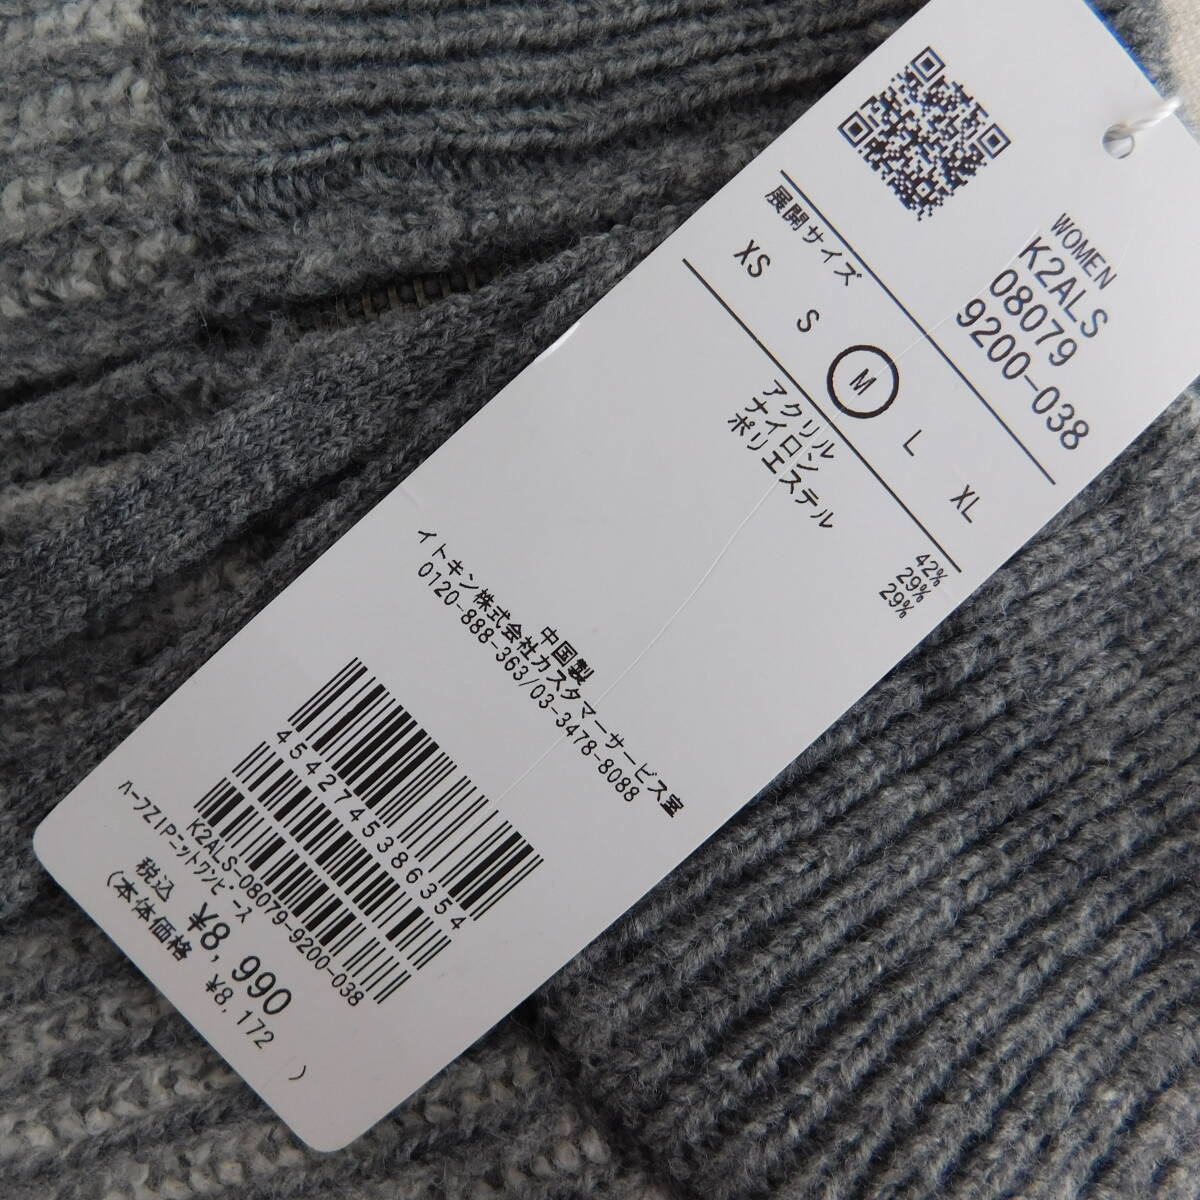 WOMEN
K2ALS
08079
9200-038
展開サイズ
XS S M L XL
アクリル 42%
ナイロン 29%
ポリエステル 29%
中国製
イトキン株式会社カスタマーサービス室
0120-888-363/03-3478-8088
4542745386354
K2ALS-08079-9200-038
ハーフZIPニットワンピース
税込 ¥8,990
(本体価格 ¥8,172 )